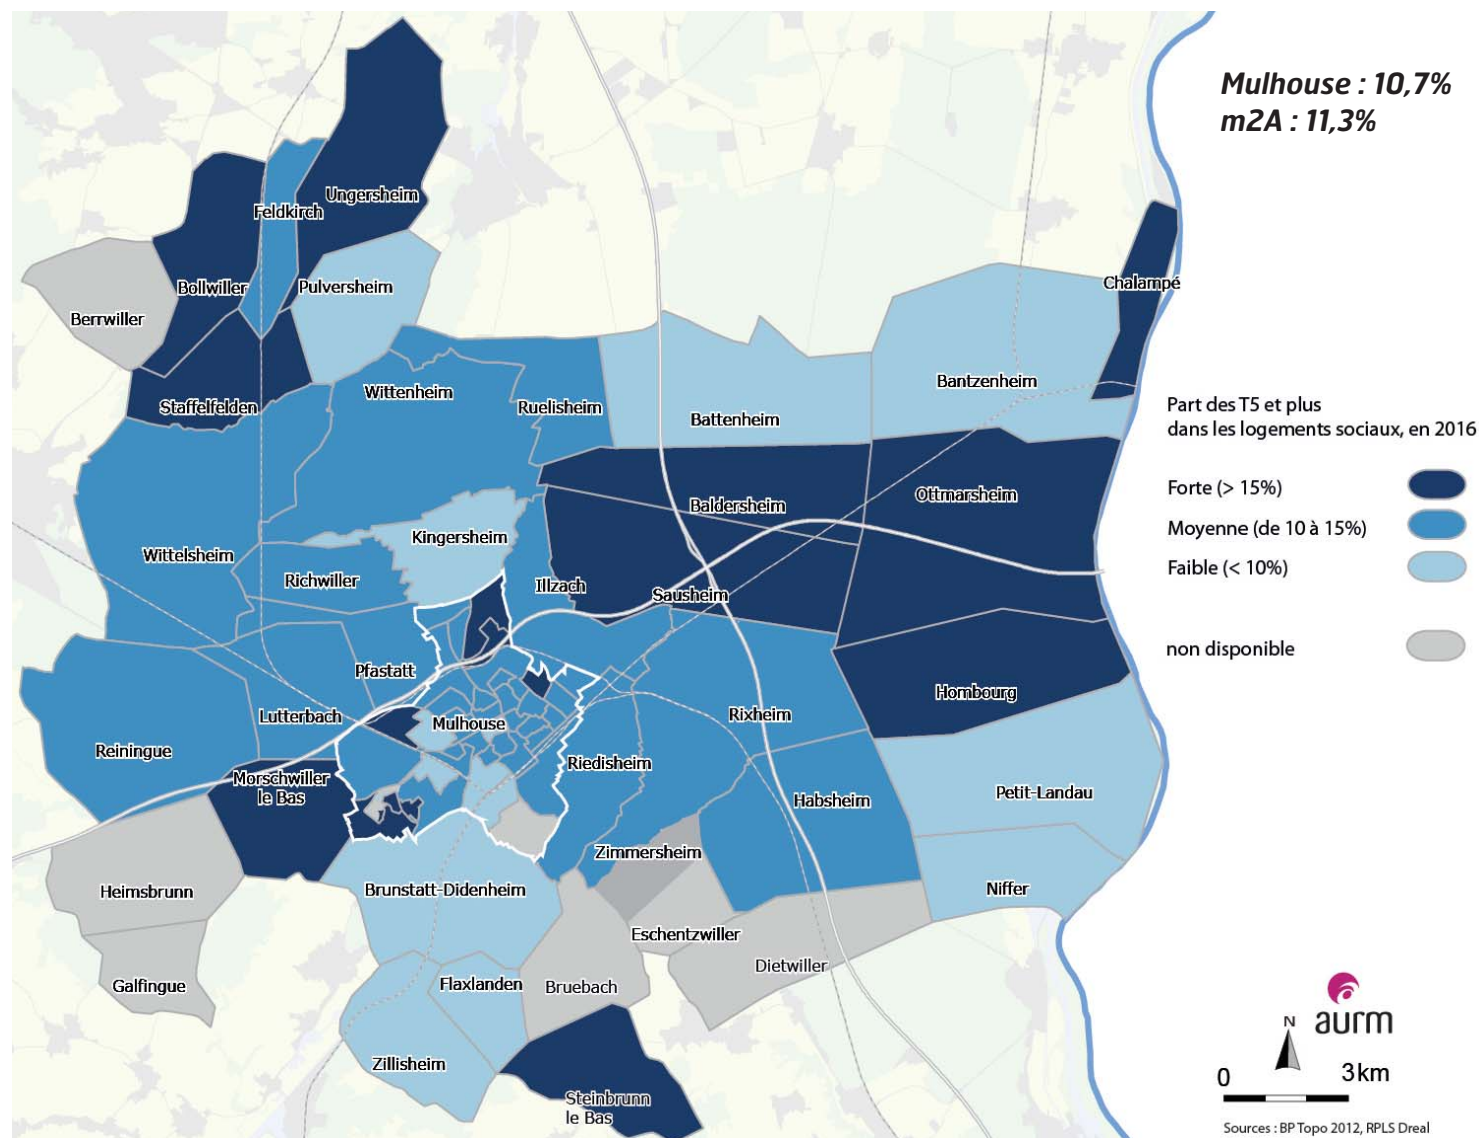 Mulhouse : 10,7%
m2A : 11,3%
Ungersheim
Feldkirch
Bollwiller
Pulversheim
Berrwiller
Chalampé
Staffelfelden
Wittenheim
Ruelisheim
Battenheim
Bantzenheim
Part des T5 et plus
dans les logements sociaux, en 2016
Forte (> 15%)
Moyenne (de 10 à 15%)
Faible (< 10%)
non disponible
Baldersheim
Ottmarsheim
Kingersheim
Wittelsheim
Richwiller
Illzach
Sausheim
Pfastatt
Hombourg
Lutterbach
Mulhouse
Rixheim
Reiningue
Riedisheim
Morschwiller
le Bas
Habsheim
Petit-Landau
Zimmersheim
Heimsbrunn
Brunstatt-Didenheim
Niffer
Eschentzwiller
Dietwiller
Galfingue
Flaxlanden
Bruebach
Zillisheim
Steinbrunn
le Bas
aurm
N
0 3km
Sources : BP Topo 2012, RPLS Dreal